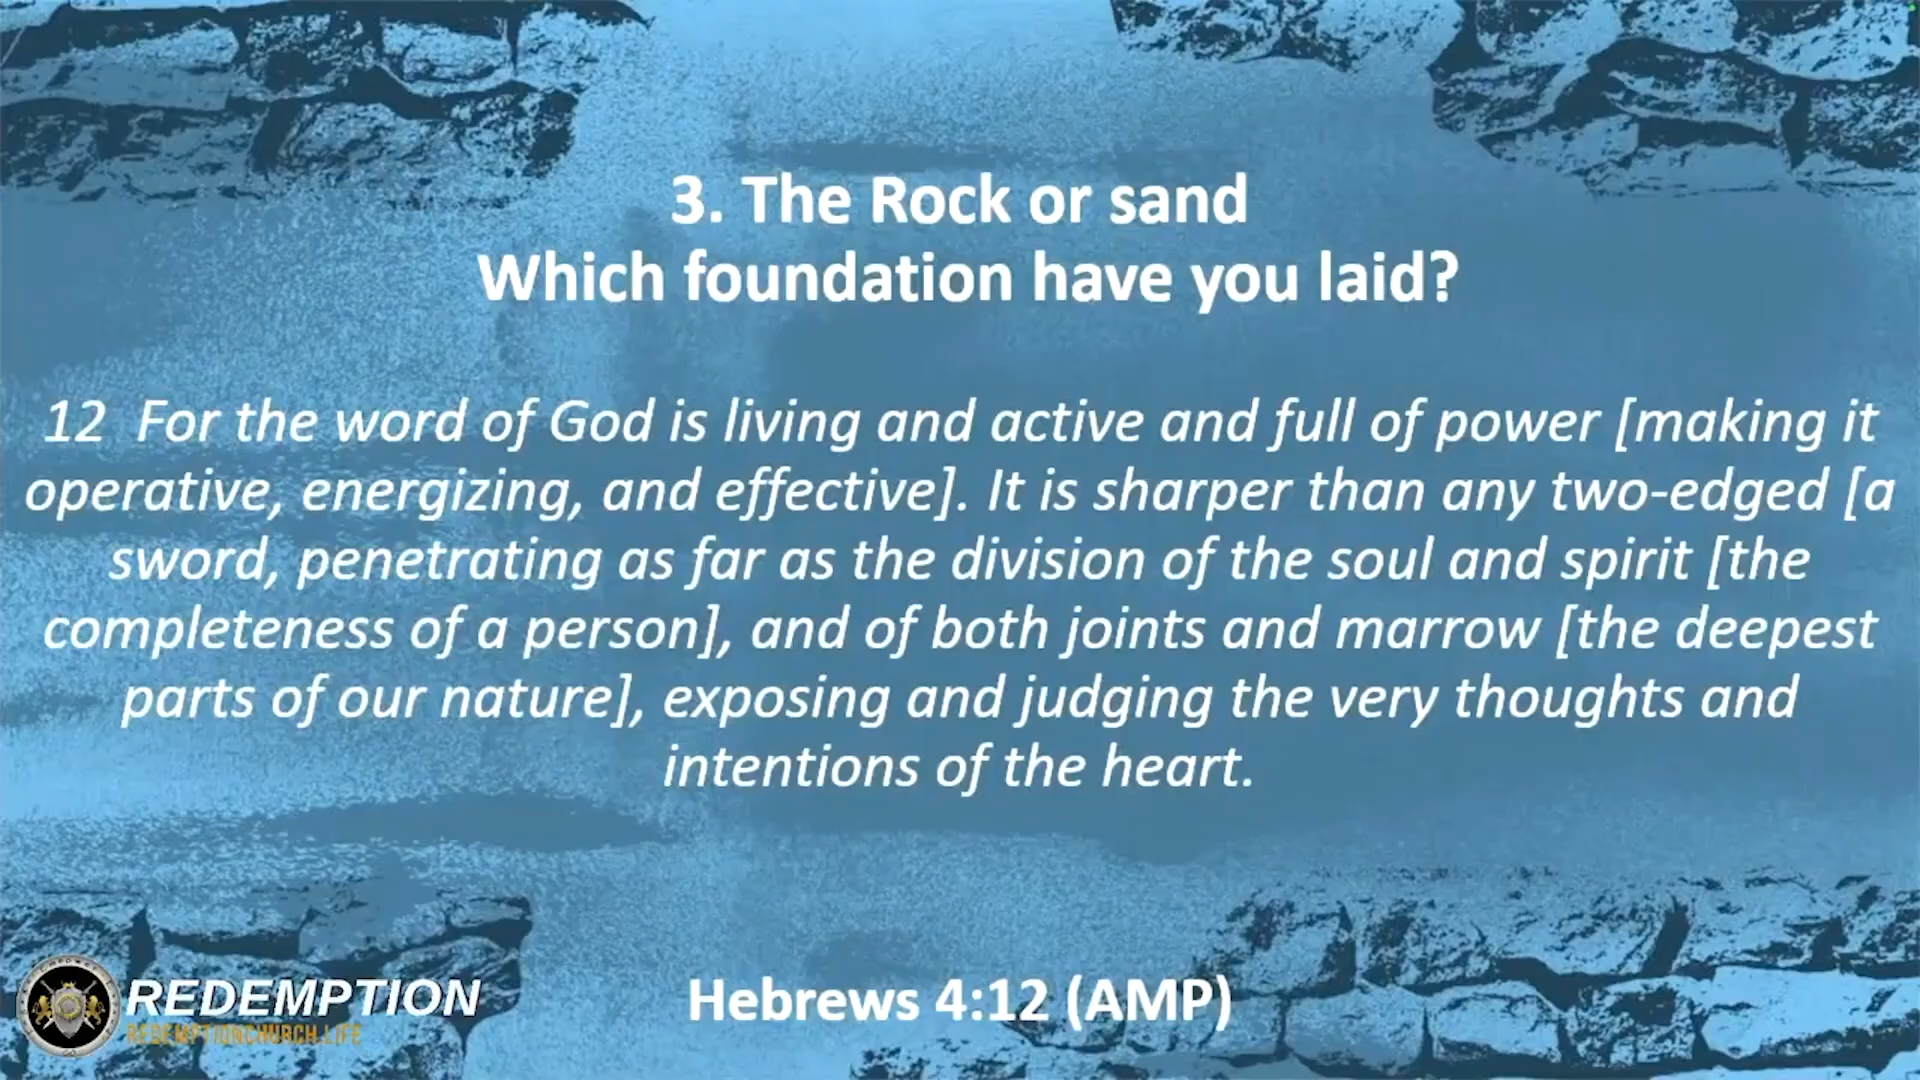 3. The Rock or sand
Which foundation have you laid?
12 For the word of God is living and active and full of power [making it
operative, energizing, and effective]. It is sharper than any two-edged [a
sword, penetrating as far as the division of the soul and spirit [the
completeness of a person], and of both joints and marrow [the deepest
parts of our nature], exposing and judging the very thoughts and
intentions of the heart.
REDEMPTION
REDEMPTIONCHURCH.LIFE
Hebrews 4:12 (AMP)